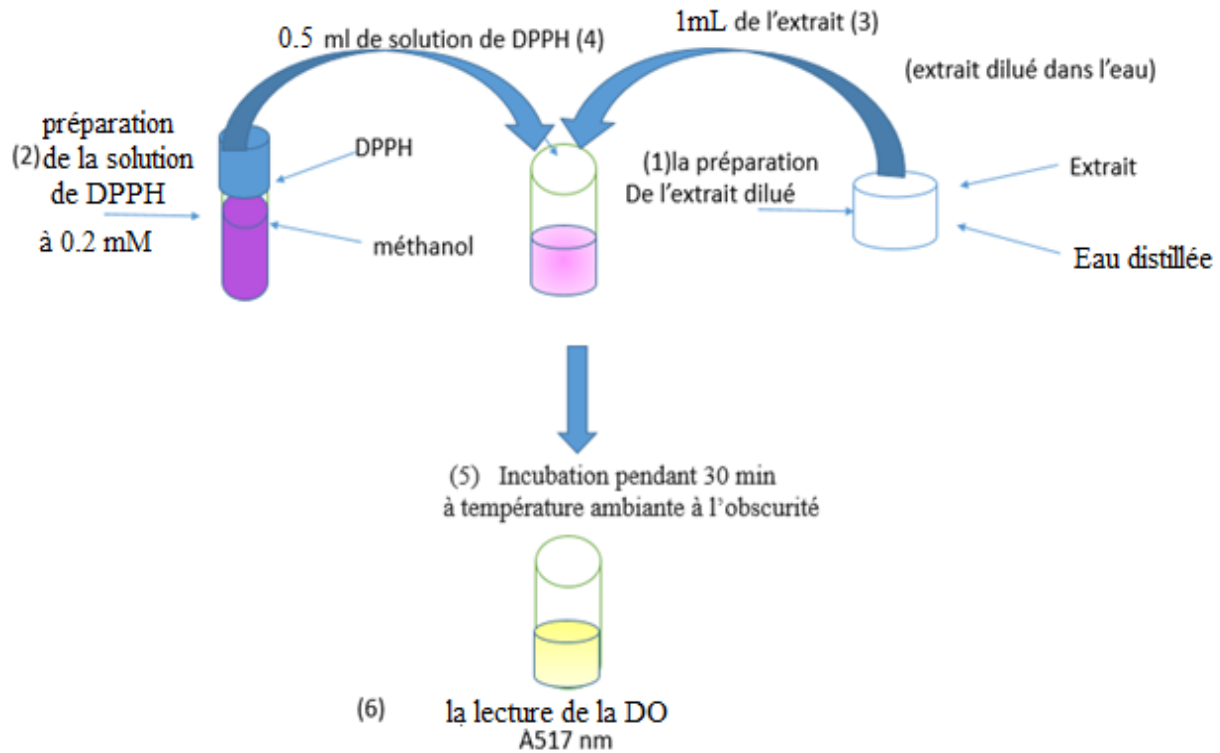 0.5 ml de solution de DPPH (4)
1mL de l'extrait (3)
(extrait dilué dans l'eau)
préparation
(2) de la solution
de DPPH
à 0.2 mM
DPPH
méthanol
(1)la préparation
De l'extrait dilué
Extrait
Eau distillée
(5) Incubation pendant 30 min
à température ambiante à l'obscurité
(6) la lecture de la DO
A517 nm